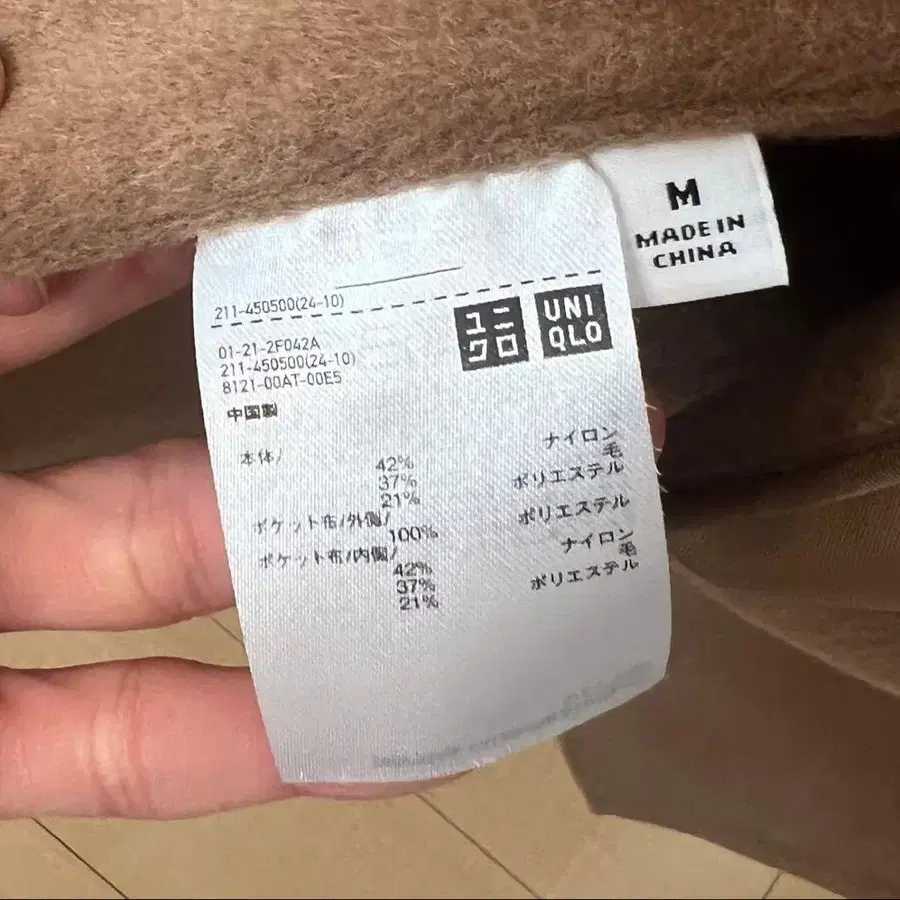 M
MADE IN
CHINA
211-450500(24-10)
ユニクロ
UNIQLO
01-21-2F042A
211-450500(24-10)
8121-00AT-00E5
中国製
本体/
42% ナイロン
37% 毛
21% ポリエステル
ポケット布/外側/
100% ポリエステル
ポケット布/内側/
42% ナイロン
37% 毛
21% ポリエステル